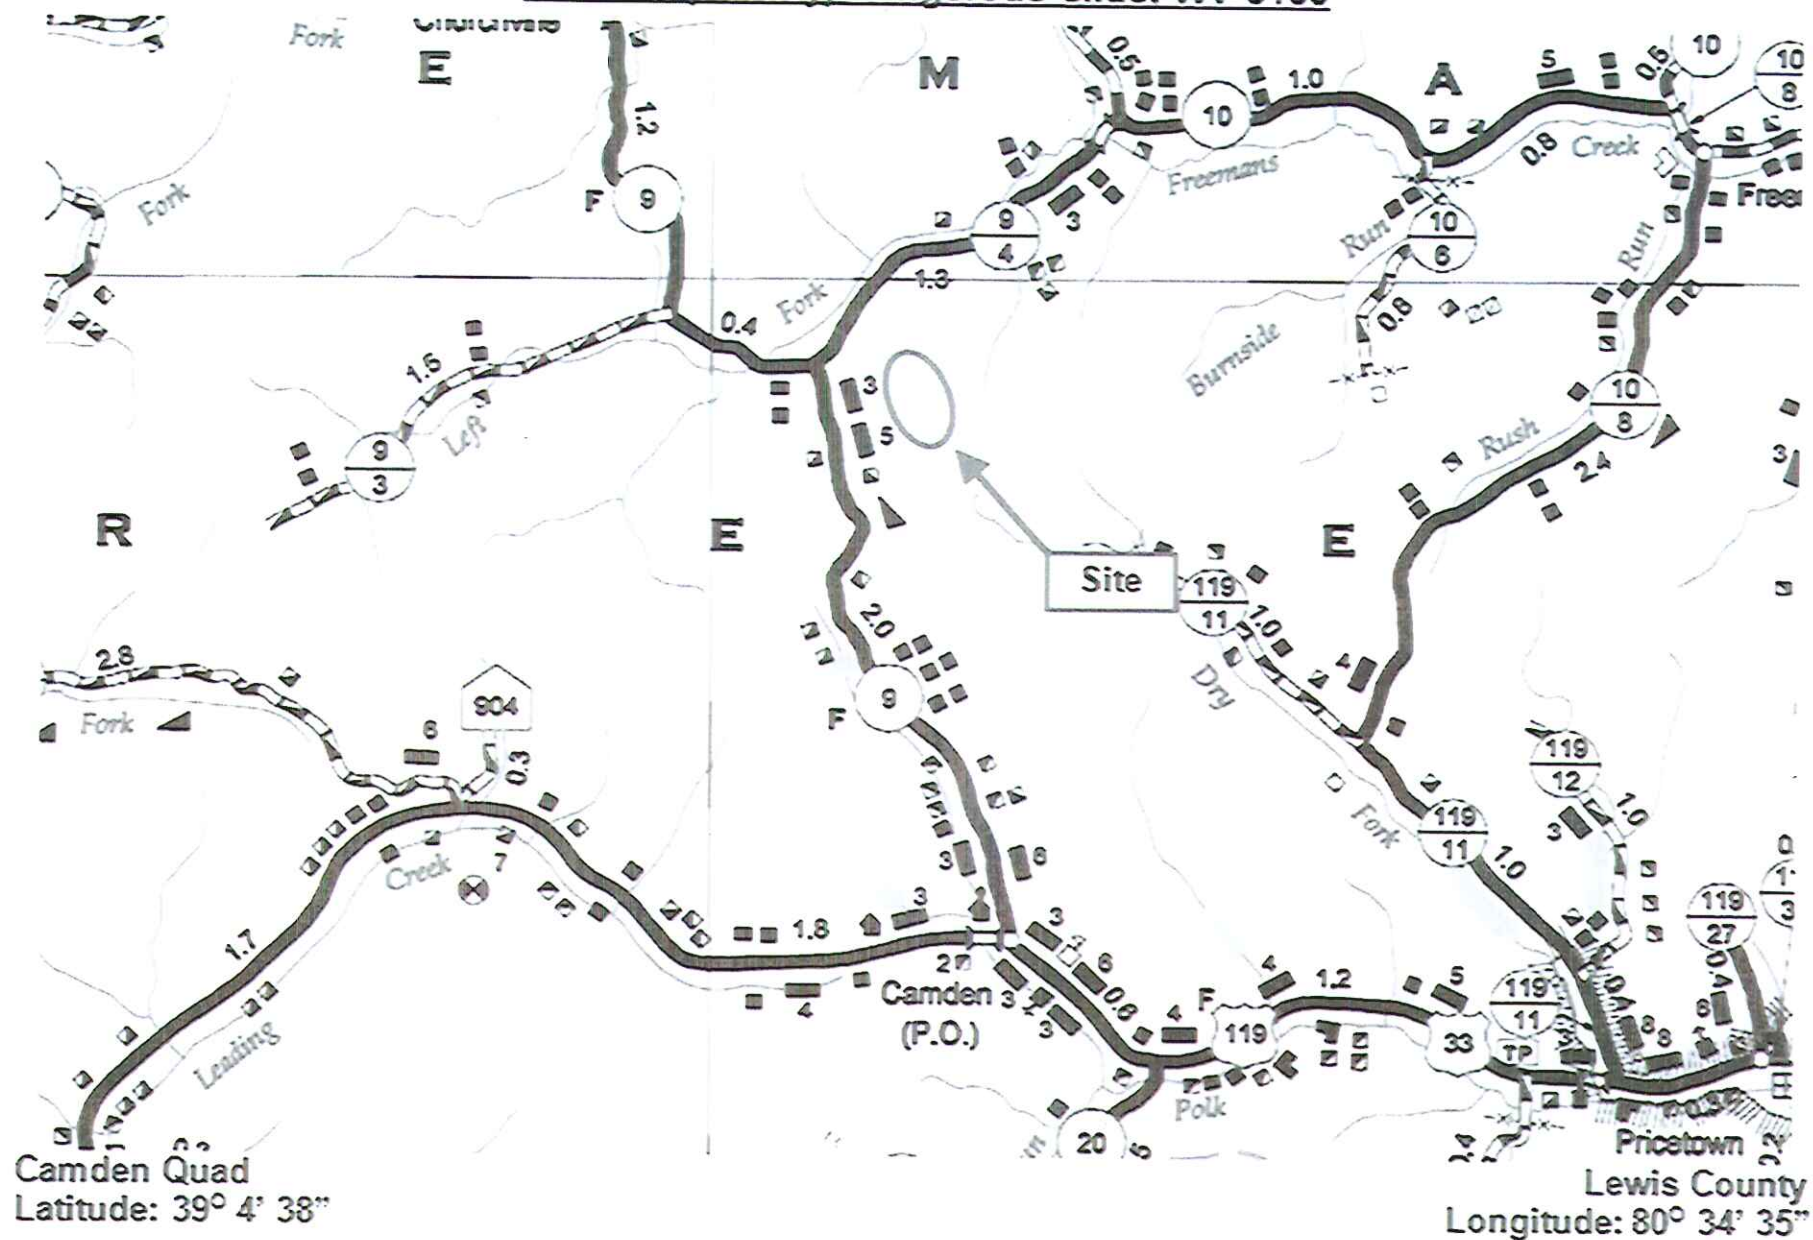 Fork
E
M
0.5
10
1.0
5
A
0.5
10
10
8
1.2
Fork
F
9
9
4
3
Freemans
0.8
Creek
Run
10
6
Run
Free
1.3
Fork
0.4
0.8
Burnside
1.5
Left
9
3
3
5
10
8
Rush
2.4
3
R
E
E
Site
119
11
1.0
2.0
4
Dry
2.8
Fork
904
6
0.3
F
9
119
12
1.0
3
Fork
119
11
1.0
7
Creek
3
6
119
27
0.4
1.7
1.8
3
3
6
0.6
2
Camden
(P.O.)
4
3
3
4
F
119
4
1.2
5
33
119
11
TP
8
8
6
Leading
Polk
20
Pricetown
Camden Quad
Lewis County
Latitude: 39° 4' 38"
Longitude: 80° 34' 35"